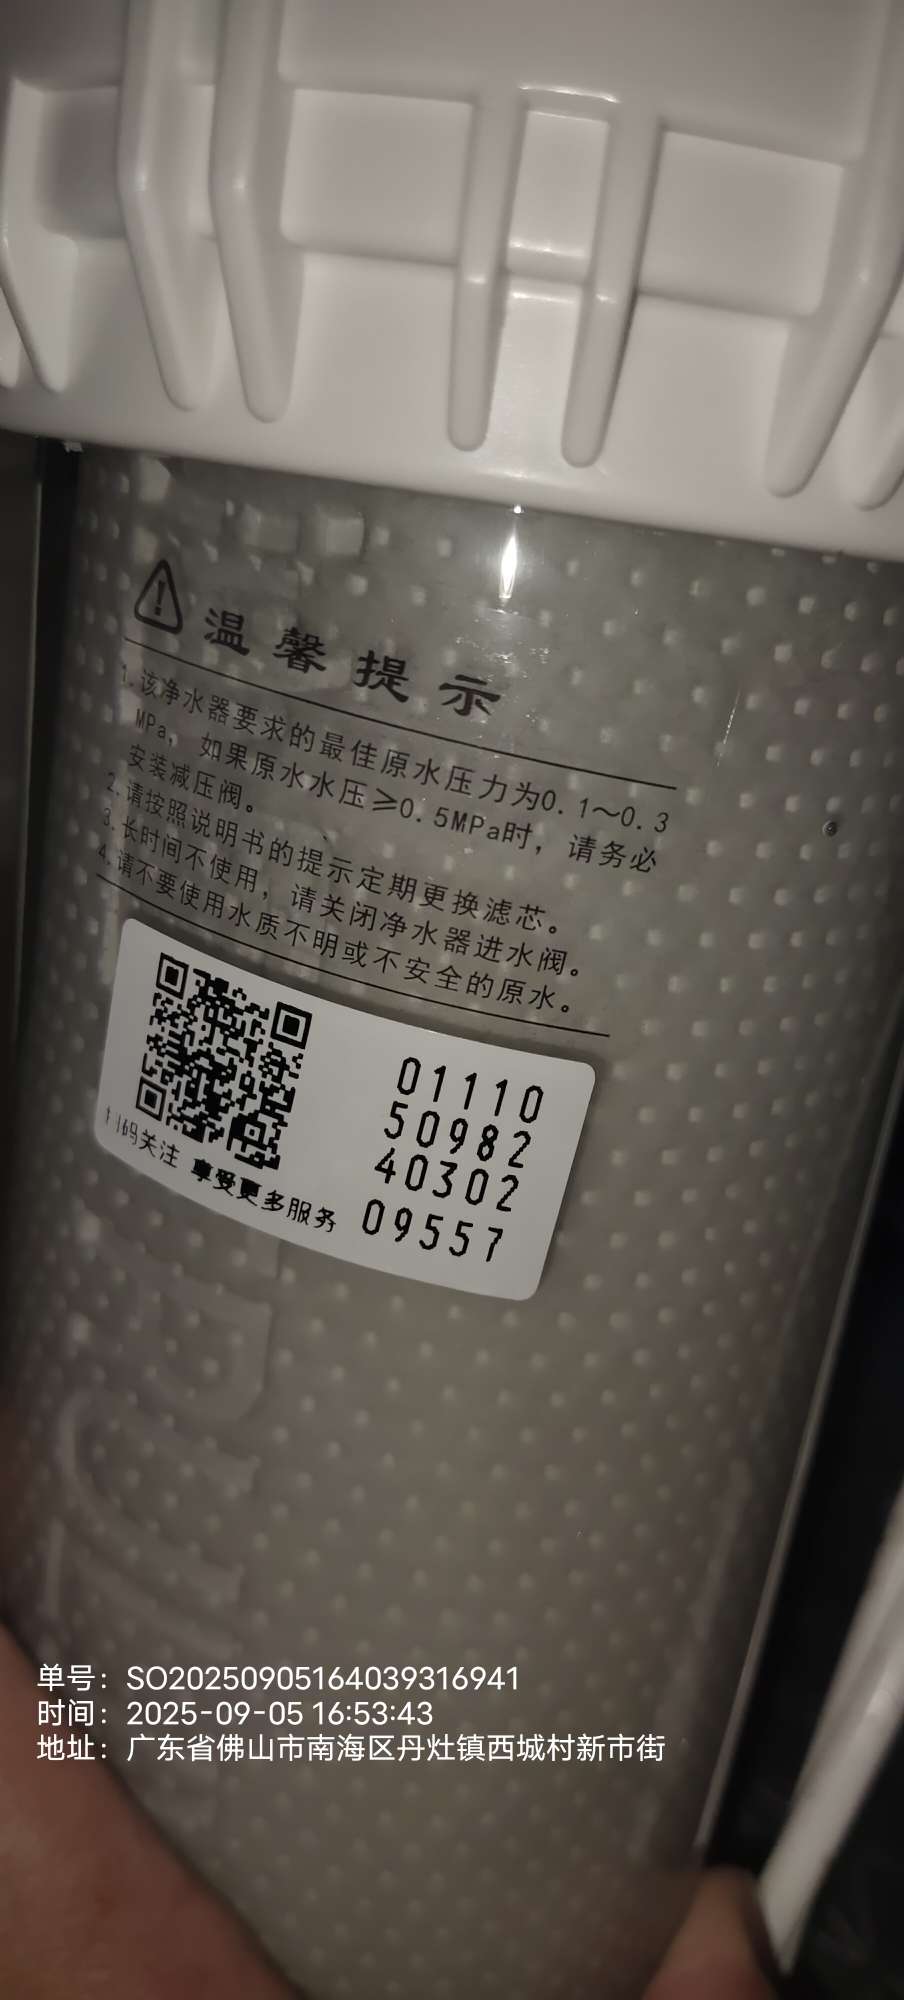 温馨提示
1.该净水器要求的最佳原水压力为0.1～0.3
MPa，如果原水水压≥0.5MPa时，请务必
安装减压阀。
2.请按照说明书的提示定期更换滤芯。
3.长时间不使用，请关闭净水器进水阀。
4.请不要使用水质不明或不安全的原水。
01110
50982
40302
09557
扫码关注 享受更多服务
单号：SO20250905164039316941
时间：2025-09-05 16:53:43
地址：广东省佛山市南海区丹灶镇西城村新市街